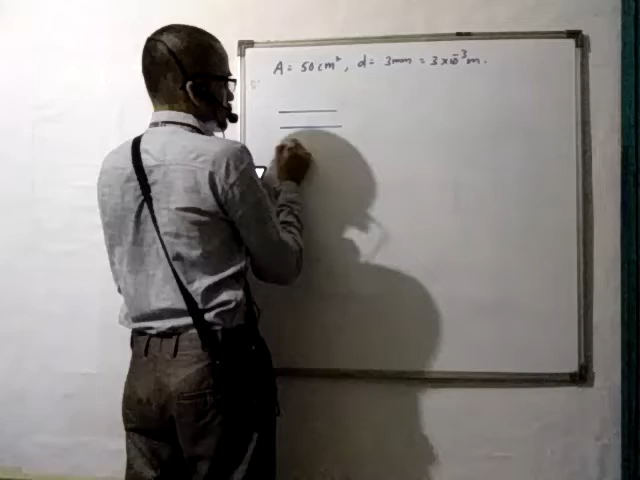 A = 50 cm², d = 3mm = 3 x 10⁻³ m.